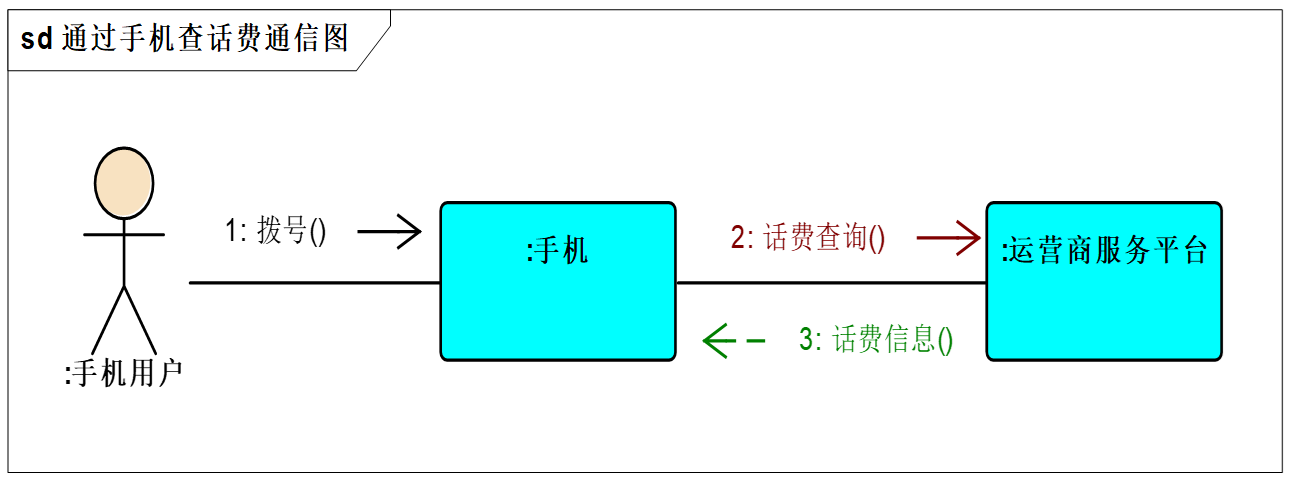 sd 通过手机查话费通信图
1: 拨号()
:手机
2: 话费查询()
:运营商服务平台
3: 话费信息()
:手机用户